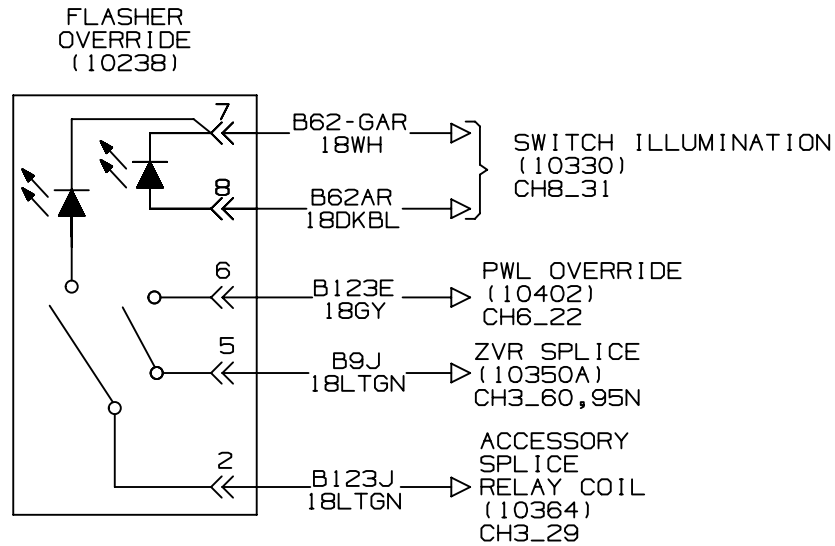 FLASHER
OVERRIDE
(10238)
7
B62-GAR
18WH
SWITCH ILLUMINATION
(10330)
CH8_31
8
B62AR
18DKBL
6
B123E
18GY
PWL OVERRIDE
(10402)
CH6_22
5
B9J
18LTGN
ZVR SPLICE
(10350A)
CH3_60,95N
2
B123J
18LTGN
ACCESSORY
SPLICE
RELAY COIL
(10364)
CH3_29